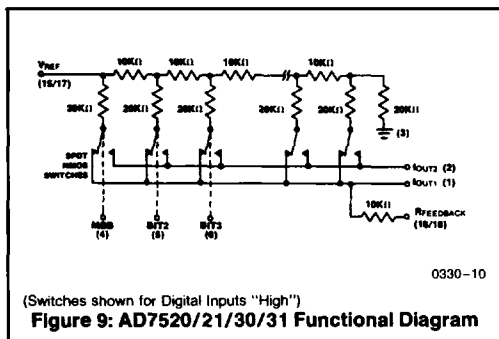 VREF
(15/17)
10KΩ 10KΩ 10KΩ 10KΩ
20KΩ 20KΩ 20KΩ 20KΩ 20KΩ 20KΩ
(3)
SPDT
NMOS
SWITCHES
IOUT2 (2)
IOUT1 (1)
10KΩ
RFEEDBACK
(16/18)
MSB
(4)
BIT2
(5)
BIT3
(6)
0330-10
(Switches shown for Digital Inputs "High")
Figure 9: AD7520/21/30/31 Functional Diagram